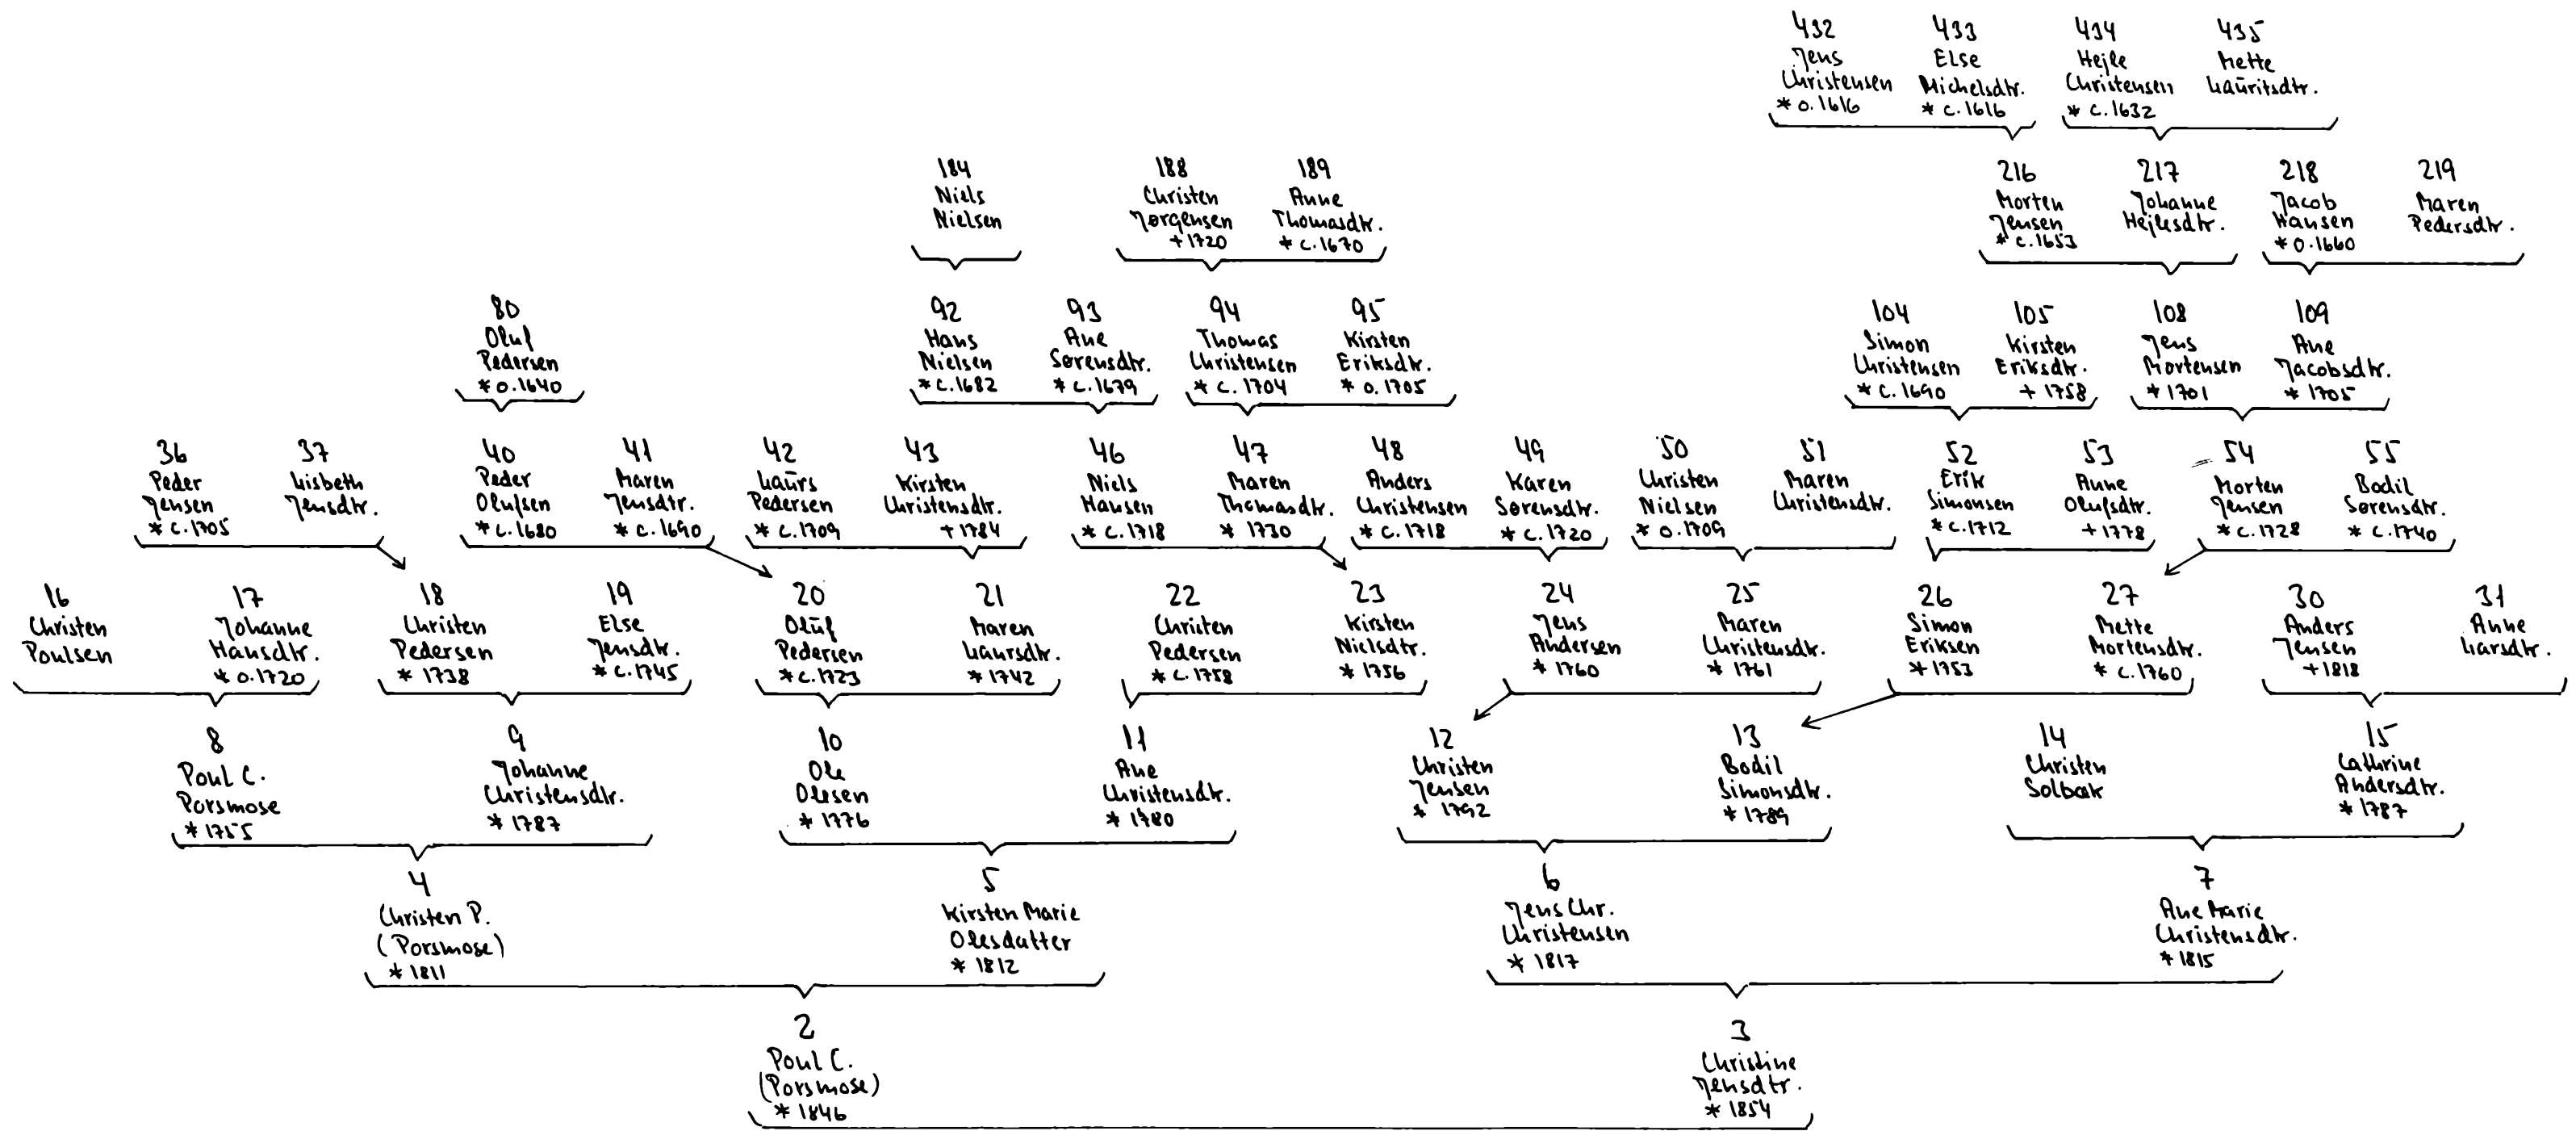 432
Jens
Christensen
* o.1616
433
Else
Michelsdtr.
* c.1616
434
Hejle
Christensen
* c.1632
435
Mette
Lauritsdtr.
184
Niels
Nielsen
188
Christen
Jørgensen
+ 1720
189
Anne
Thomasdtr.
* c.1670
216
Morten
Jensen
* c.1653
217
Johanne
Hejlesdtr.
218
Jacob
Hansen
* o.1660
219
Maren
Pedersdtr.
80
Oluf
Pedersen
* o.1640
92
Hans
Nielsen
* c.1682
93
Ane
Sørensdtr.
* c.1679
94
Thomas
Christensen
* c.1704
95
Kirsten
Eriksdtr.
* o.1705
104
Simon
Christensen
* c.1690
105
Kirsten
Eriksdtr.
+ 1758
108
Jens
Mortensen
* 1701
109
Ane
Jacobsdtr.
* 1705
36
Peder
Jensen
* c.1705
37
Lisbeth
Jensdtr.
40
Peder
Olufsen
* c.1680
41
Maren
Jensdtr.
* c.1690
42
Laurs
Pedersen
* c.1709
43
Kirsten
Christensdtr.
+ 1784
46
Niels
Hansen
* c.1718
47
Maren
Thomasdtr.
* 1730
48
Anders
Christensen
* c.1718
49
Karen
Sørensdtr.
* c.1720
50
Christen
Nielsen
* o.1709
51
Maren
Christensdtr.
52
Erik
Simonsen
* c.1712
53
Anne
Olufsdtr.
+ 1778
54
Morten
Jensen
* c.1728
55
Bodil
Sørensdtr.
* c.1740
16
Christen
Poulsen
17
Johanne
Hansdtr.
* o.1720
18
Christen
Pedersen
* 1738
19
Else
Jensdtr.
* c.1745
20
Oluf
Pedersen
* c.1723
21
Maren
Laursdtr.
* 1742
22
Christen
Pedersen
* c.1758
23
Kirsten
Nielsdtr.
* 1756
24
Jens
Andersen
* 1760
25
Maren
Christensdtr.
* 1761
26
Simon
Eriksen
* 1753
27
Mette
Mortensdtr.
* c.1760
30
Anders
Jensen
+ 1818
31
Anne
Larsdtr.
8
Poul C.
Porsmose
* 1755
9
Johanne
Christensdtr.
* 1787
10
Ole
Olesen
* 1776
11
Ane
Christensdtr.
* 1780
12
Christen
Jensen
* 1792
13
Bodil
Simonsdtr.
* 1789
14
Christen
Solbak
15
Cathrine
Andersdtr.
* 1787
4
Christen P.
(Porsmose)
* 1811
5
Kirsten Marie
Olesdatter
* 1812
6
Jens Chr.
Christensen
* 1817
7
Ane Marie
Christensdtr.
* 1815
2
Poul C.
(Porsmose)
* 1846
3
Christine
Jensdtr.
* 1854